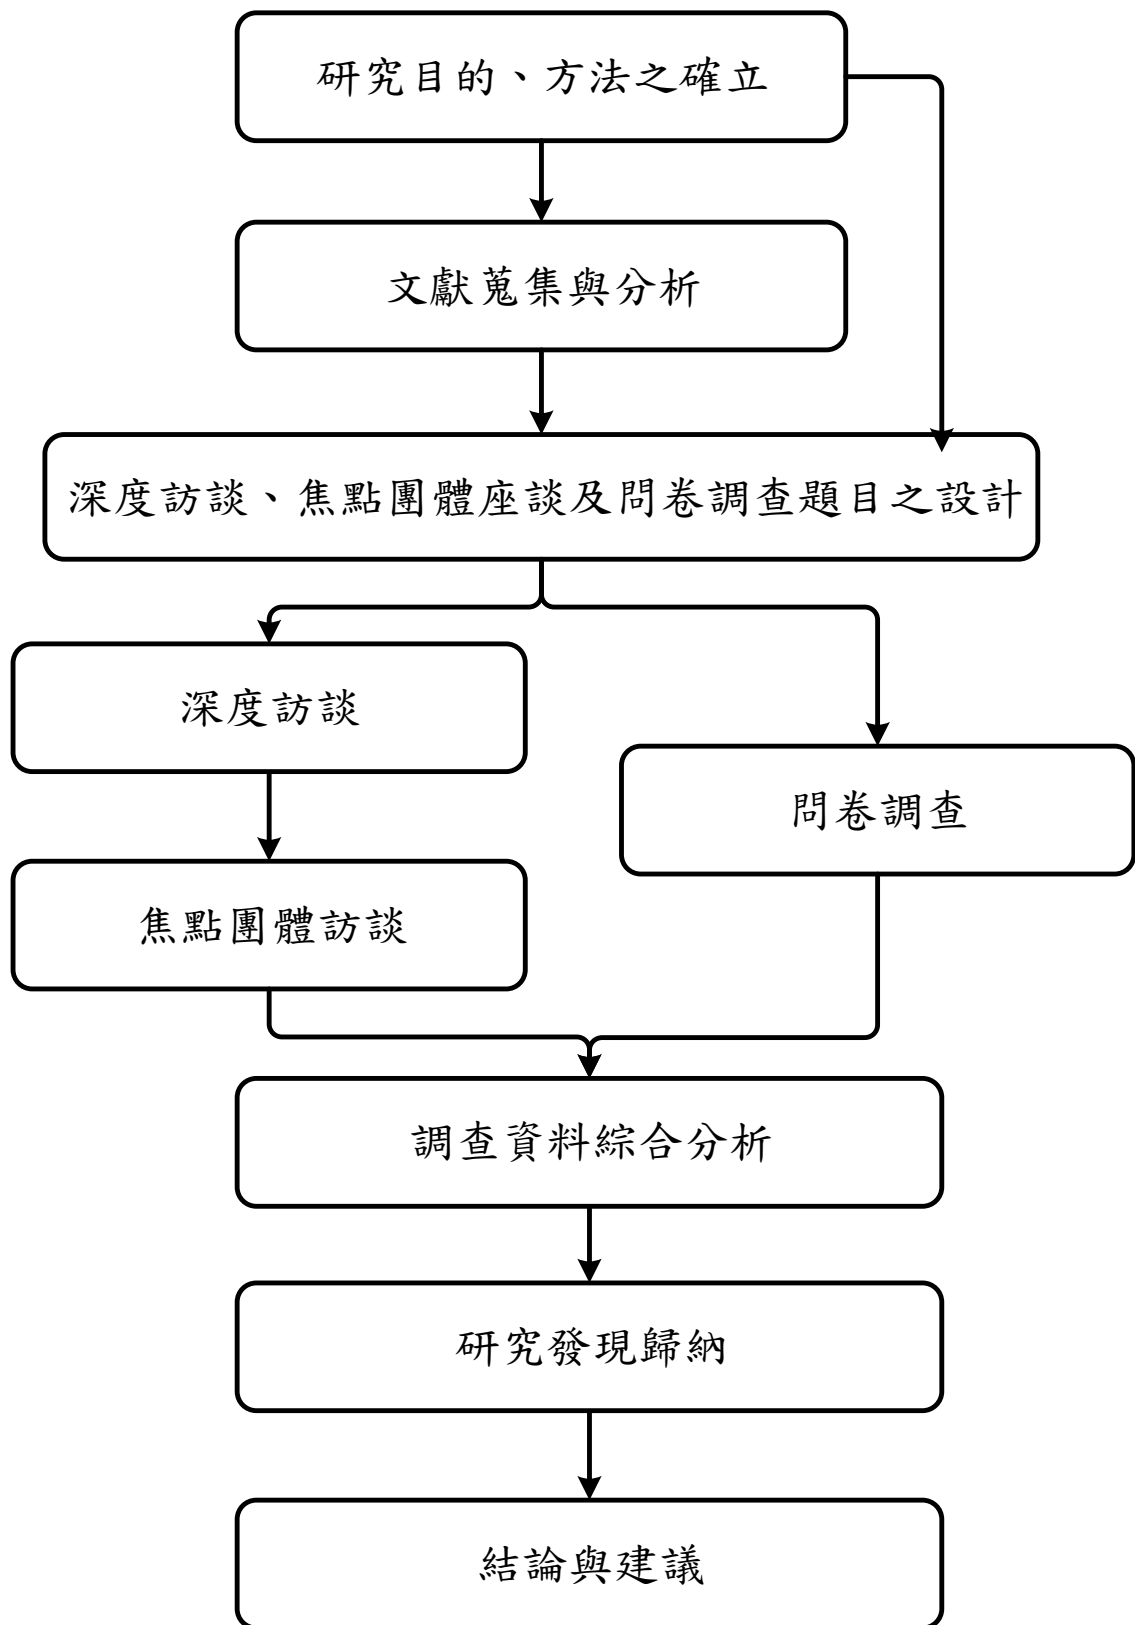 研究目的、方法之確立
文獻蒐集與分析
深度訪談、焦點團體座談及問卷調查題目之設計
深度訪談
問卷調查
焦點團體訪談
調查資料綜合分析
研究發現歸納
結論與建議